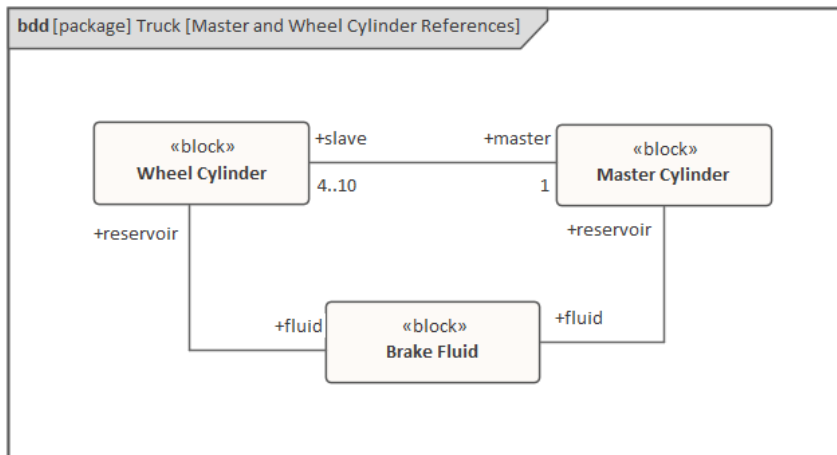 bdd [package] Truck [Master and Wheel Cylinder References]
«block»
Wheel Cylinder
+slave
4..10
+master
1
«block»
Master Cylinder
+reservoir
+reservoir
+fluid
«block»
Brake Fluid
+fluid